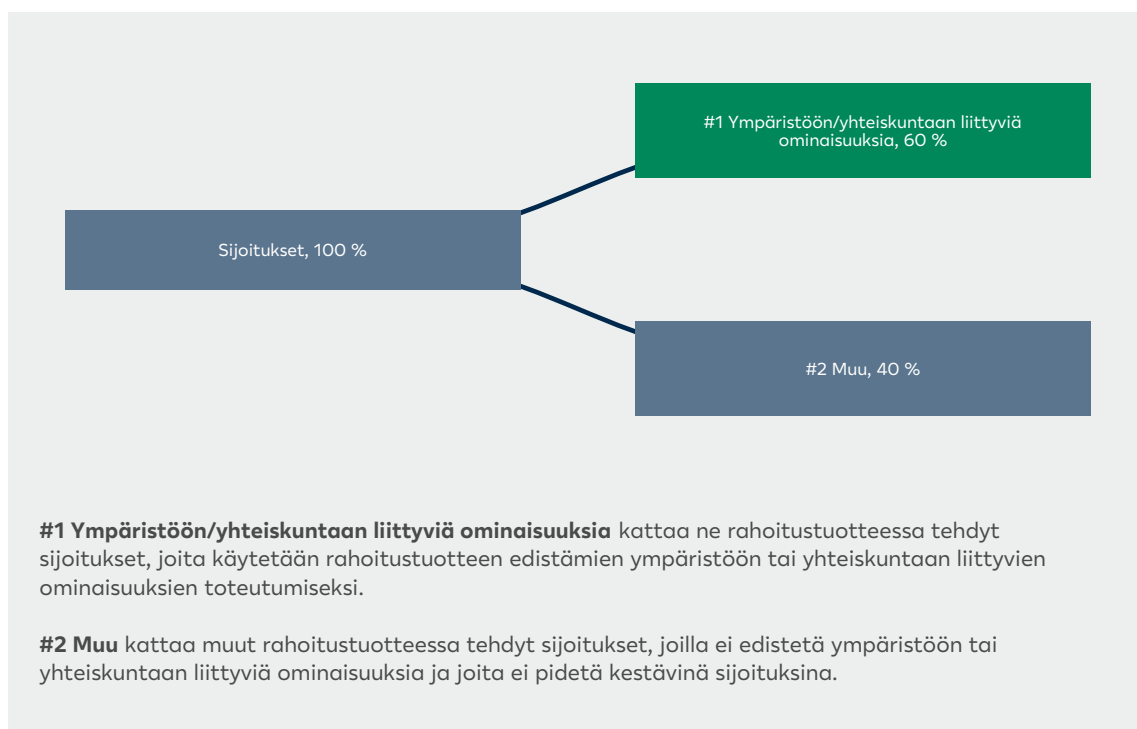 #1 Ympäristöön/yhteiskuntaan liittyviä
ominaisuuksia, 60 %
Sijoitukset, 100 %
#2 Muu, 40 %
#1 Ympäristöön/yhteiskuntaan liittyviä ominaisuuksia kattaa ne rahoitustuotteessa tehdyt
sijoitukset, joita käytetään rahoitustuotteen edistämien ympäristöön tai yhteiskuntaan liittyvien
ominaisuuksien toteutumiseksi.
#2 Muu kattaa muut rahoitustuotteessa tehdyt sijoitukset, joilla ei edistetä ympäristöön tai
yhteiskuntaan liittyviä ominaisuuksia ja joita ei pidetä kestävinä sijoituksina.